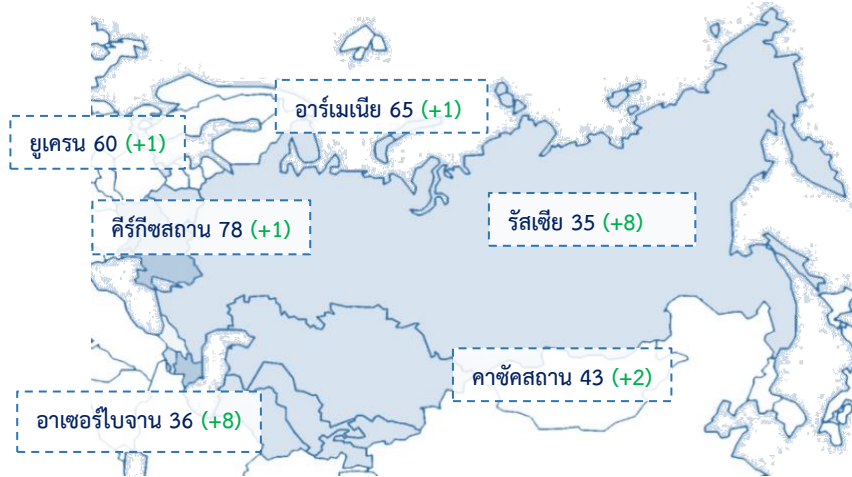 อาร์เมเนีย 65 (+1)
ยูเครน 60 (+1)
คีร์กีซสถาน 78 (+1)
รัสเซีย 35 (+8)
คาซัคสถาน 43 (+2)
อาเซอร์ไบจาน 36 (+8)